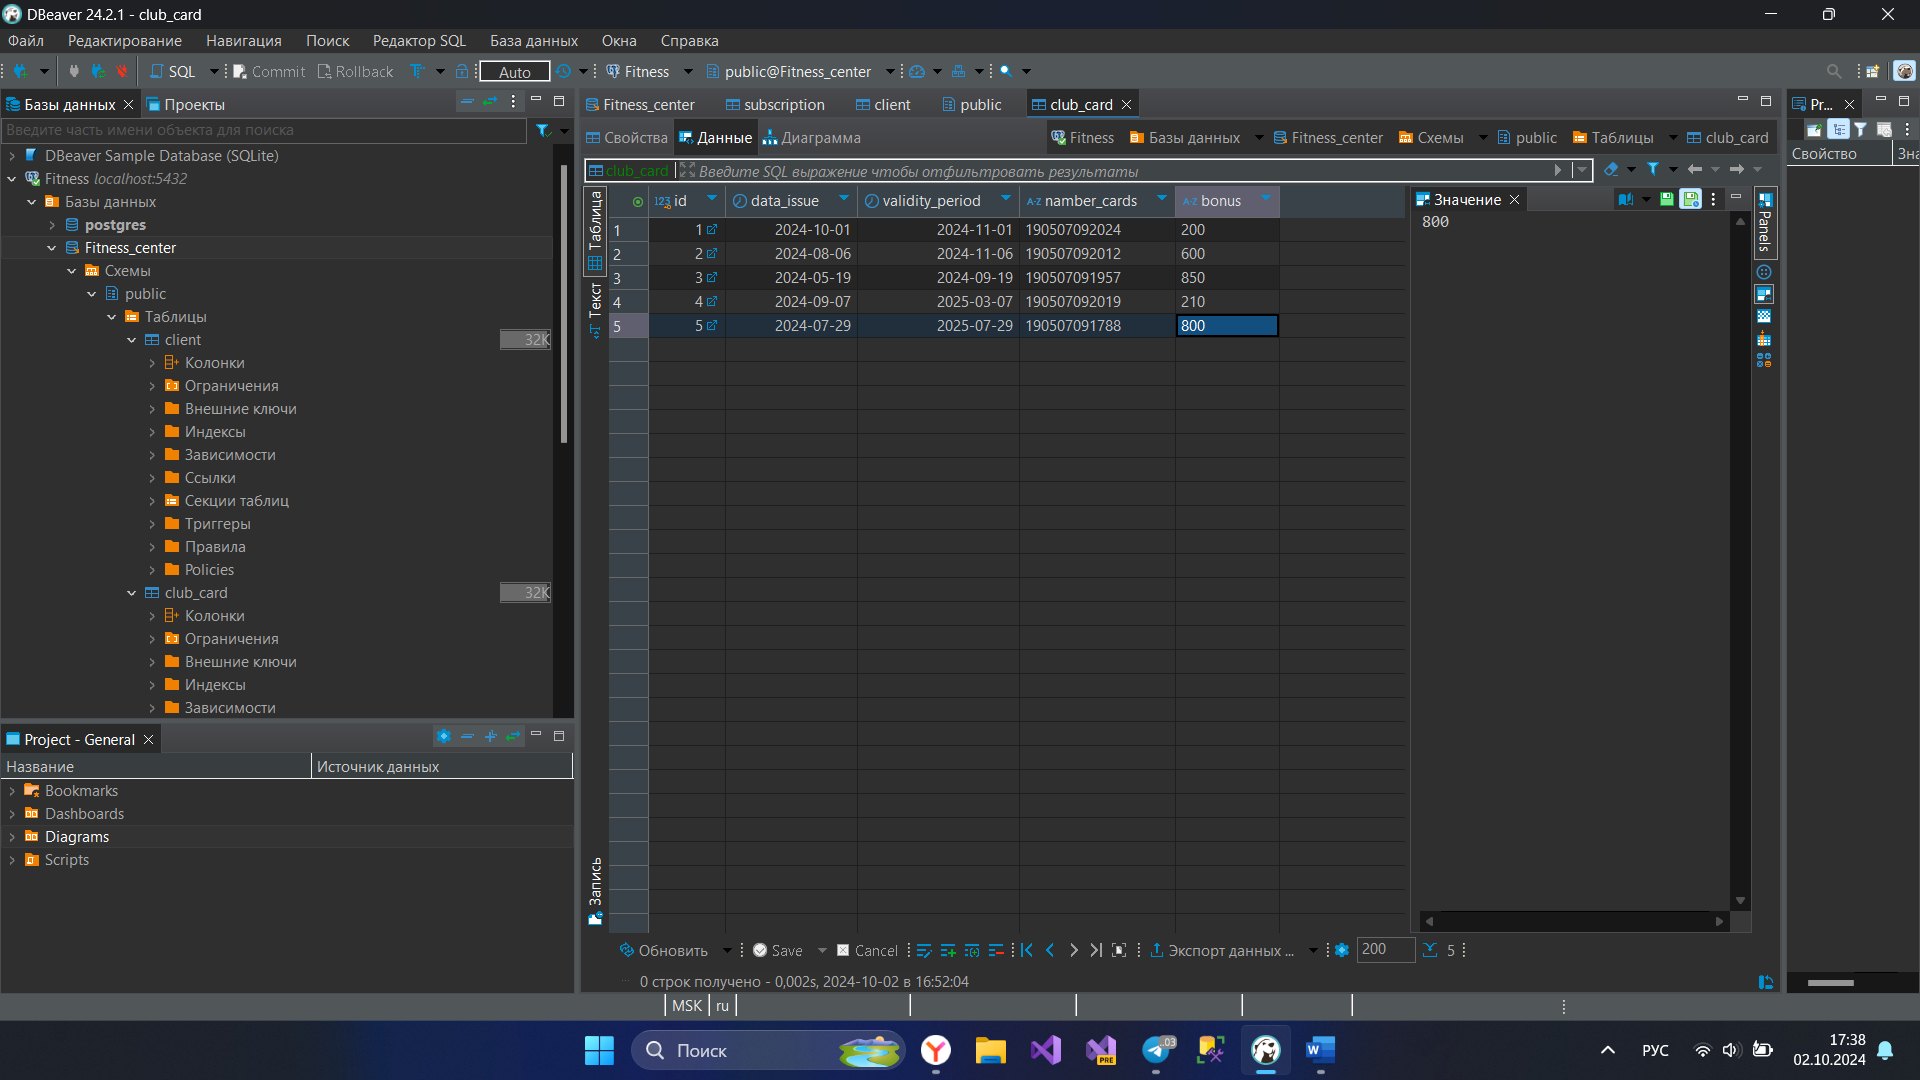 DBeaver 24.2.1 - club_card
Файл Редактирование Навигация Поиск Редактор SQL База данных Окна Справка
SQL Commit Rollback Auto Fitness public@Fitness_center
Базы данных Проекты
Введите часть имени объекта для поиска
DBeaver Sample Database (SQLite)
Fitness localhost:5432
Базы данных
postgres
Fitness_center
Схемы
public
Таблицы
client 32K
Колонки
Ограничения
Внешние ключи
Индексы
Зависимости
Ссылки
Секции таблиц
Триггеры
Правила
Policies
club_card 32K
Колонки
Ограничения
Внешние ключи
Индексы
Зависимости
Project - General
Название Источник данных
Bookmarks
Dashboards
Diagrams
Scripts
Fitness_center subscription client public club_card
Свойства Данные Диаграмма Fitness Базы данных Fitness_center Схемы public Таблицы club_card
club_card Введите SQL выражение чтобы отфильтровать результаты
Таблица
Текст
Запись
123 id data_issue validity_period A-Z namber_cards A-Z bonus
1 1 2024-10-01 2024-11-01 190507092024 200
2 2 2024-08-06 2024-11-06 190507092012 600
3 3 2024-05-19 2024-09-19 190507091957 850
4 4 2024-09-07 2025-03-07 190507092019 210
5 5 2024-07-29 2025-07-29 190507091788 800
Значение
800
Panels
Pr...
Свойство Зна
Обновить Save Cancel Экспорт данных ... 200 5
0 строк получено - 0,002s, 2024-10-02 в 16:52:04
MSK ru
Поиск
.03
PRE
РУС
17:38
02.10.2024